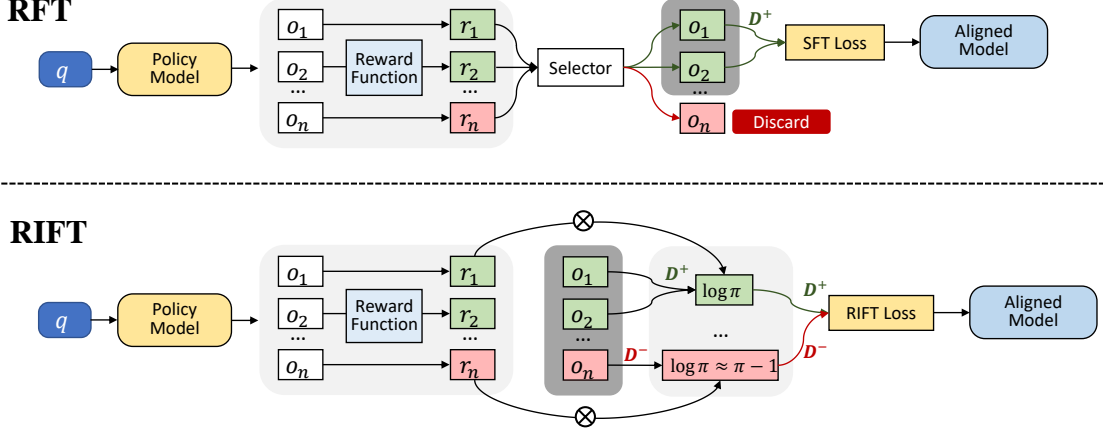 RFT
q
Policy
Model
o₁
o₂
...
oₙ
Reward
Function
r₁
r₂
...
rₙ
Selector
o₁
o₂
...
oₙ
D⁺
Discard
SFT Loss
Aligned
Model
RIFT
q
Policy
Model
o₁
o₂
...
oₙ
Reward
Function
r₁
r₂
...
rₙ
o₁
o₂
...
oₙ
D⁺
D⁻
log π
...
log π ≈ π − 1
D⁺
D⁻
RIFT Loss
Aligned
Model